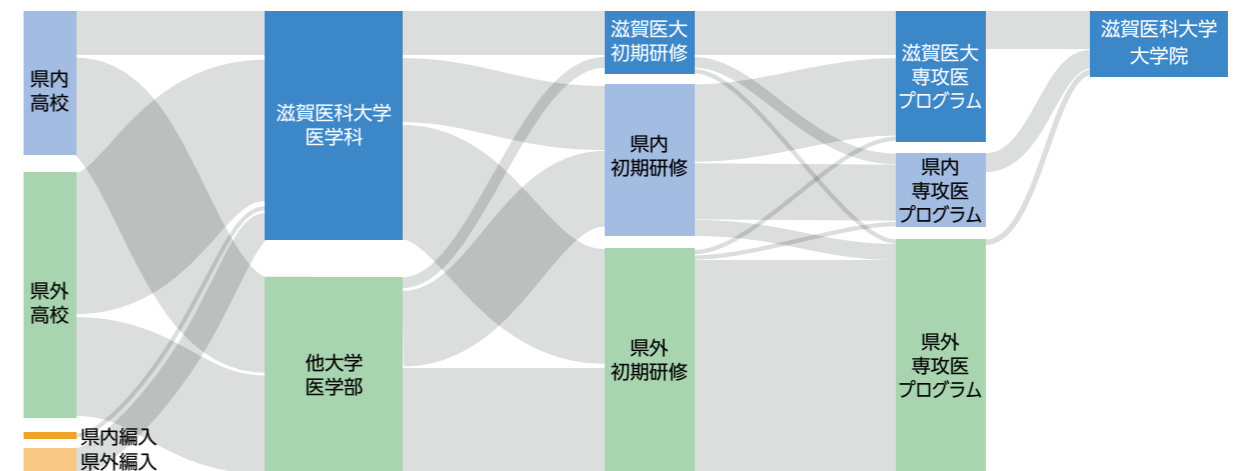 県内
高校
県外
高校
県内編入
県外編入
滋賀医科大学
医学科
他大学
医学部
滋賀医大
初期研修
県内
初期研修
県外
初期研修
滋賀医大
専攻医
プログラム
県内
専攻医
プログラム
県外
専攻医
プログラム
滋賀医科大学
大学院